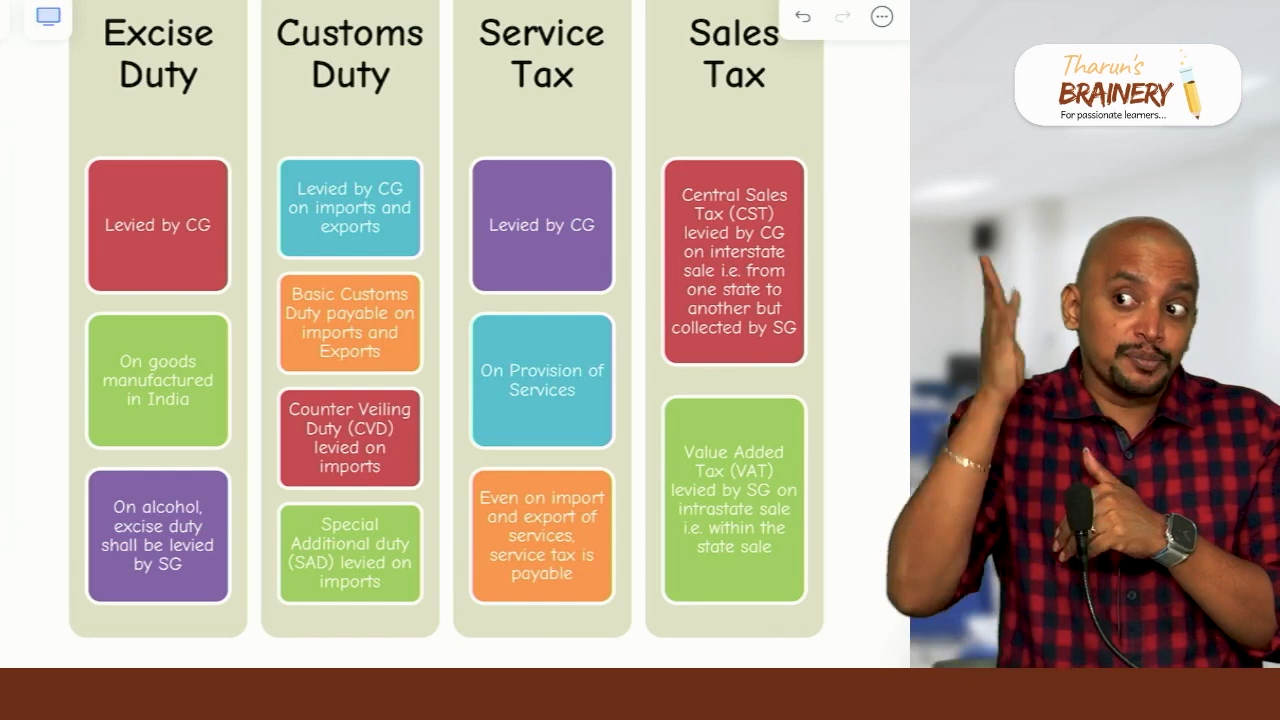 Excise
Duty
Levied by CG
On goods
manufactured
in India
On alcohol,
excise duty
shall be levied
by SG
Customs
Duty
Levied by CG
on imports and
exports
Basic Customs
Duty payable on
imports and
Exports
Counter Veiling
Duty (CVD)
levied on
imports
Special
Additional duty
(SAD) levied on
imports
Service
Tax
Levied by CG
On Provision of
Services
Even on import
and export of
services,
service tax is
payable
Sales
Tax
Central Sales
Tax (CST)
levied by CG
on interstate
sale i.e. from
one state to
another but
collected by SG
Value Added
Tax (VAT)
levied by SG on
intrastate sale
i.e. within the
state sale
Tharun's
BRAINERY
For passionate learners...